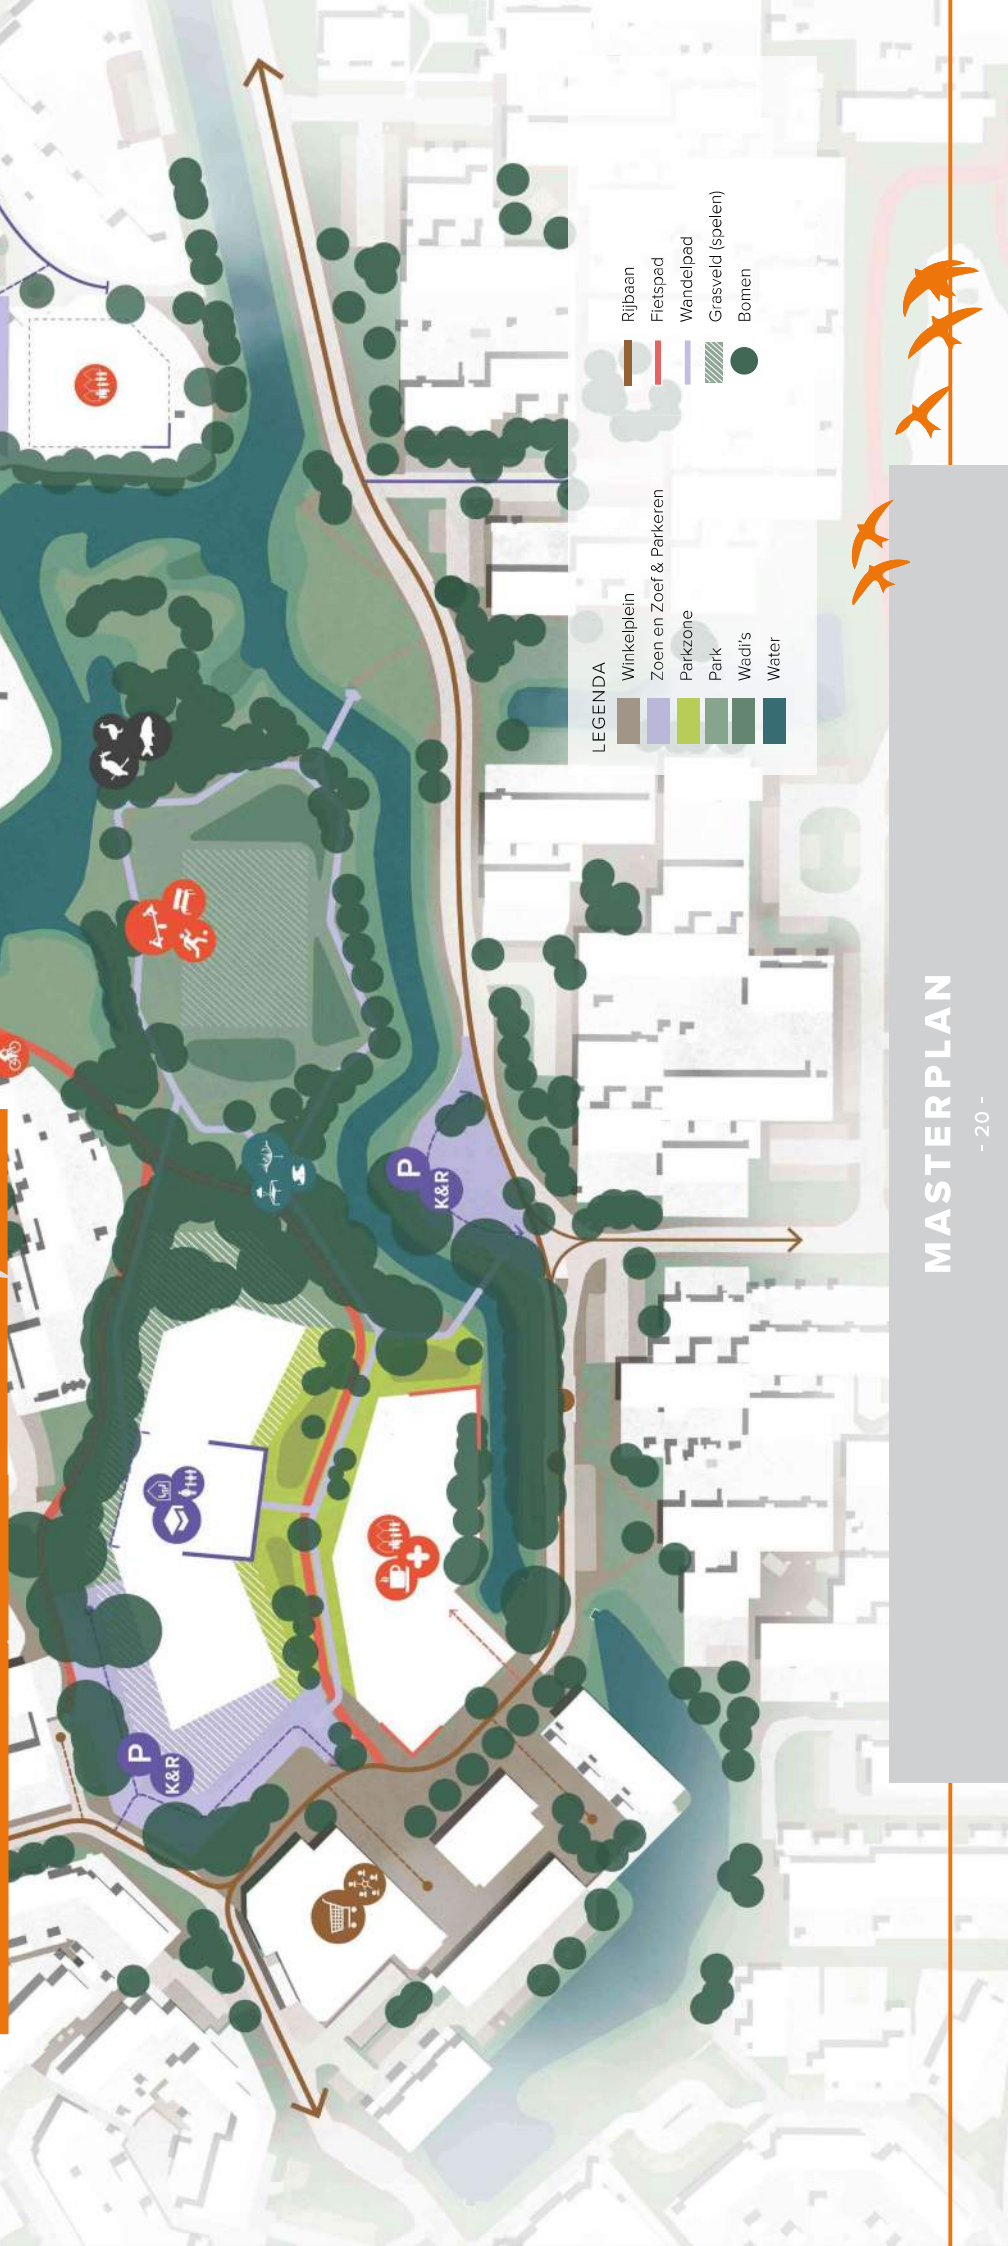 LEGENDA
Winkelplein
Zoen en Zoef & Parkeren
Parkzone
Park
Wadi's
Water
Rijbaan
Fietspad
Wandelpad
Grasveld (spelen)
Bomen
P
K&R
P
K&R
MASTERPLAN
- 20 -